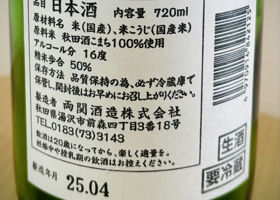 品目 日本酒 内容量 720ml
原材料 米(国産)、米こうじ(国産米)
原料米 秋田酒こまち100%使用
アルコール分 16度
精米歩合 50%
保存方法 品質保持の為、必ず冷蔵庫で
保管し、開封後はお早めにお召し上がりください。
製造者 両関酒造株式会社
秋田県湯沢市前森四丁目3番18号
TEL.0183(73)3143
飲酒は20歳になってから。楽しく適量を。
妊娠中や授乳期の飲酒はお控えください。
製造年月 25.04
生酒
要冷蔵